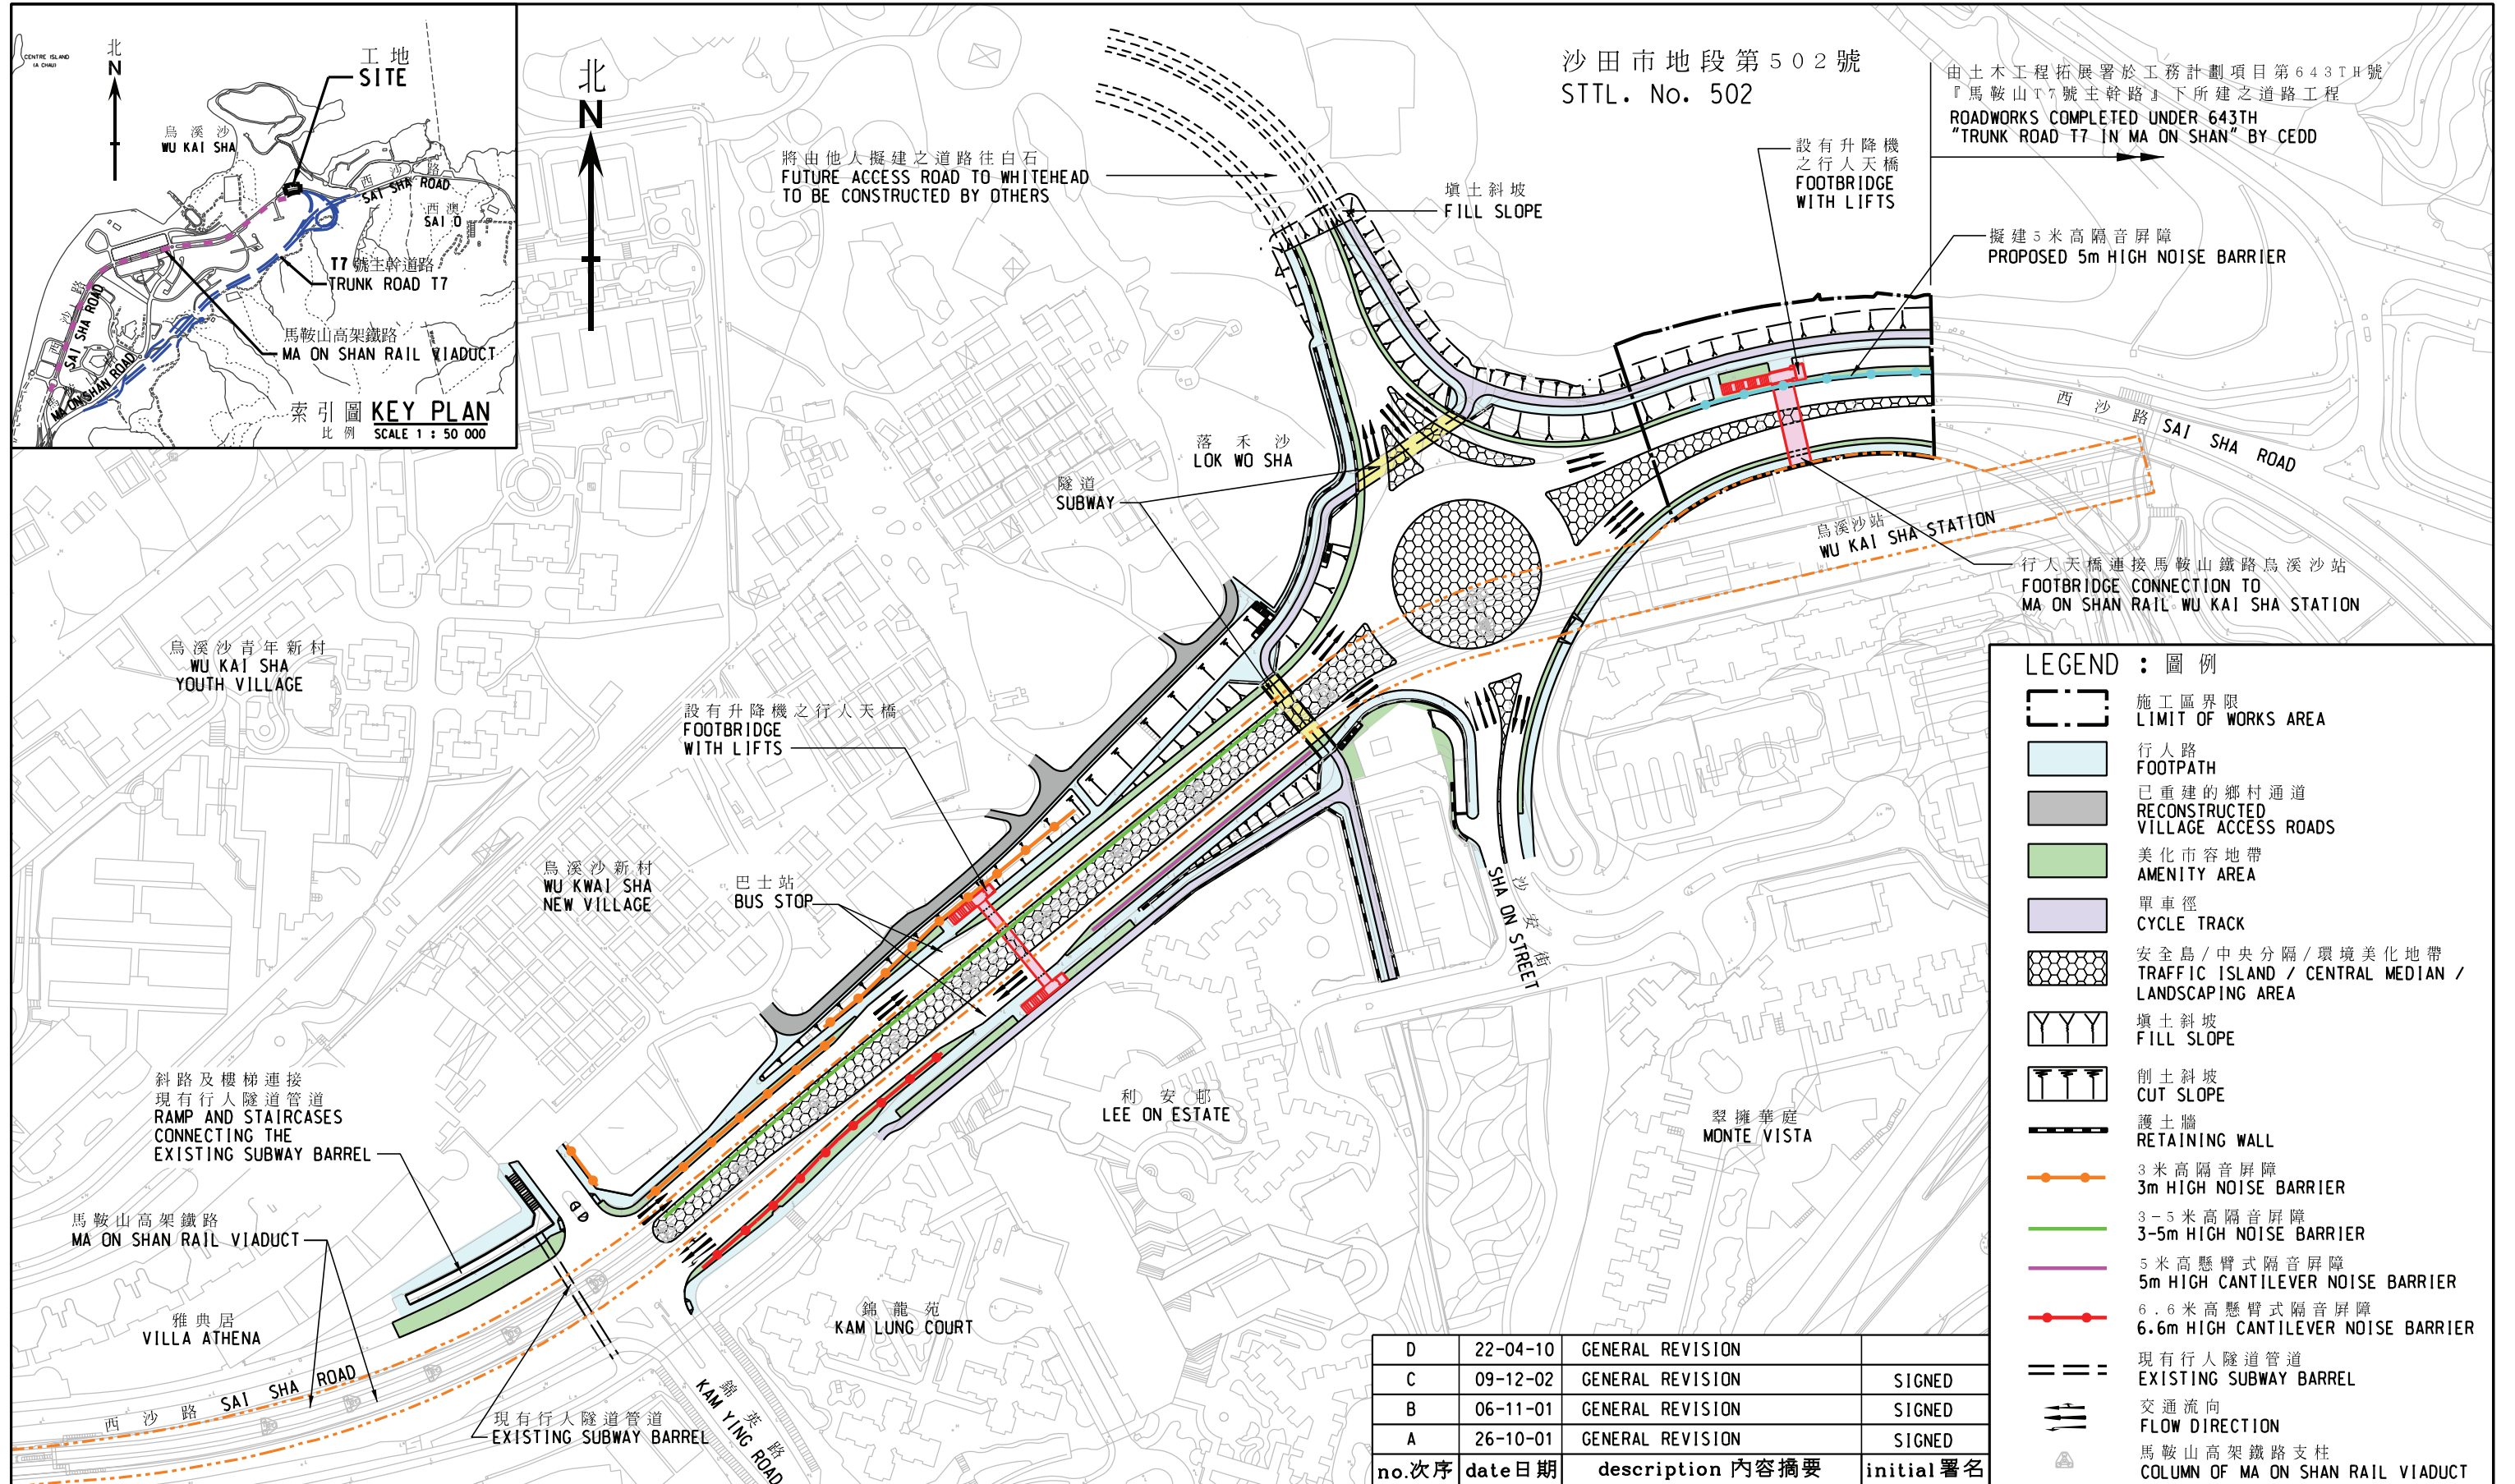 CENTRE ISLAND
(A CHAU)
北
N
工地
SITE
烏溪沙
WU KAI SHA
西沙路
SAI SHA ROAD
西澳
SAI O
T7 號主幹道路
TRUNK ROAD T7
西沙路
SAI SHA ROAD
馬鞍山高架鐵路
MA ON SHAN RAIL VIADUCT
MA ON SHAN ROAD
索引圖 KEY PLAN
比例 SCALE 1 : 50 000
北
N
沙田市地段第502號
STTL. No. 502
由土木工程拓展署於工務計劃項目第643TH號
『馬鞍山T7號主幹路』下所建之道路工程
ROADWORKS COMPLETED UNDER 643TH
"TRUNK ROAD T7 IN MA ON SHAN" BY CEDD
將由他人擬建之道路往白石
FUTURE ACCESS ROAD TO WHITEHEAD
TO BE CONSTRUCTED BY OTHERS
填土斜坡
FILL SLOPE
設有升降機
之行人天橋
FOOTBRIDGE
WITH LIFTS
擬建5米高隔音屏障
PROPOSED 5m HIGH NOISE BARRIER
西沙路 SAI SHA ROAD
落禾沙
LOK WO SHA
隧道
SUBWAY
烏溪沙站
WU KAI SHA STATION
行人天橋連接馬鞍山鐵路烏溪沙站
FOOTBRIDGE CONNECTION TO
MA ON SHAN RAIL WU KAI SHA STATION
烏溪沙青年新村
WU KAI SHA
YOUTH VILLAGE
設有升降機之行人天橋
FOOTBRIDGE
WITH LIFTS
烏溪沙新村
WU KWAI SHA
NEW VILLAGE
巴士站
BUS STOP
沙安街
SHA ON STREET
斜路及樓梯連接
現有行人隧道管道
RAMP AND STAIRCASES
CONNECTING THE
EXISTING SUBWAY BARREL
利安邨
LEE ON ESTATE
翠擁華庭
MONTE VISTA
馬鞍山高架鐵路
MA ON SHAN RAIL VIADUCT
雅典居
VILLA ATHENA
錦龍苑
KAM LUNG COURT
西沙路 SAI SHA ROAD
現有行人隧道管道
EXISTING SUBWAY BARREL
錦英路
KAM YING ROAD
LEGEND : 圖例
施工區界限
LIMIT OF WORKS AREA
行人路
FOOTPATH
已重建的鄉村通道
RECONSTRUCTED
VILLAGE ACCESS ROADS
美化市容地帶
AMENITY AREA
單車徑
CYCLE TRACK
安全島/中央分隔/環境美化地帶
TRAFFIC ISLAND / CENTRAL MEDIAN /
LANDSCAPING AREA
填土斜坡
FILL SLOPE
削土斜坡
CUT SLOPE
護土牆
RETAINING WALL
3米高隔音屏障
3m HIGH NOISE BARRIER
3-5米高隔音屏障
3-5m HIGH NOISE BARRIER
5米高懸臂式隔音屏障
5m HIGH CANTILEVER NOISE BARRIER
6.6米高懸臂式隔音屏障
6.6m HIGH CANTILEVER NOISE BARRIER
現有行人隧道管道
EXISTING SUBWAY BARREL
交通流向
FLOW DIRECTION
馬鞍山高架鐵路支柱
COLUMN OF MA ON SHAN RAIL VIADUCT
D 22-04-10 GENERAL REVISION
C 09-12-02 GENERAL REVISION SIGNED
B 06-11-01 GENERAL REVISION SIGNED
A 26-10-01 GENERAL REVISION SIGNED
no.次序 date日期 description 內容摘要 initial 署名